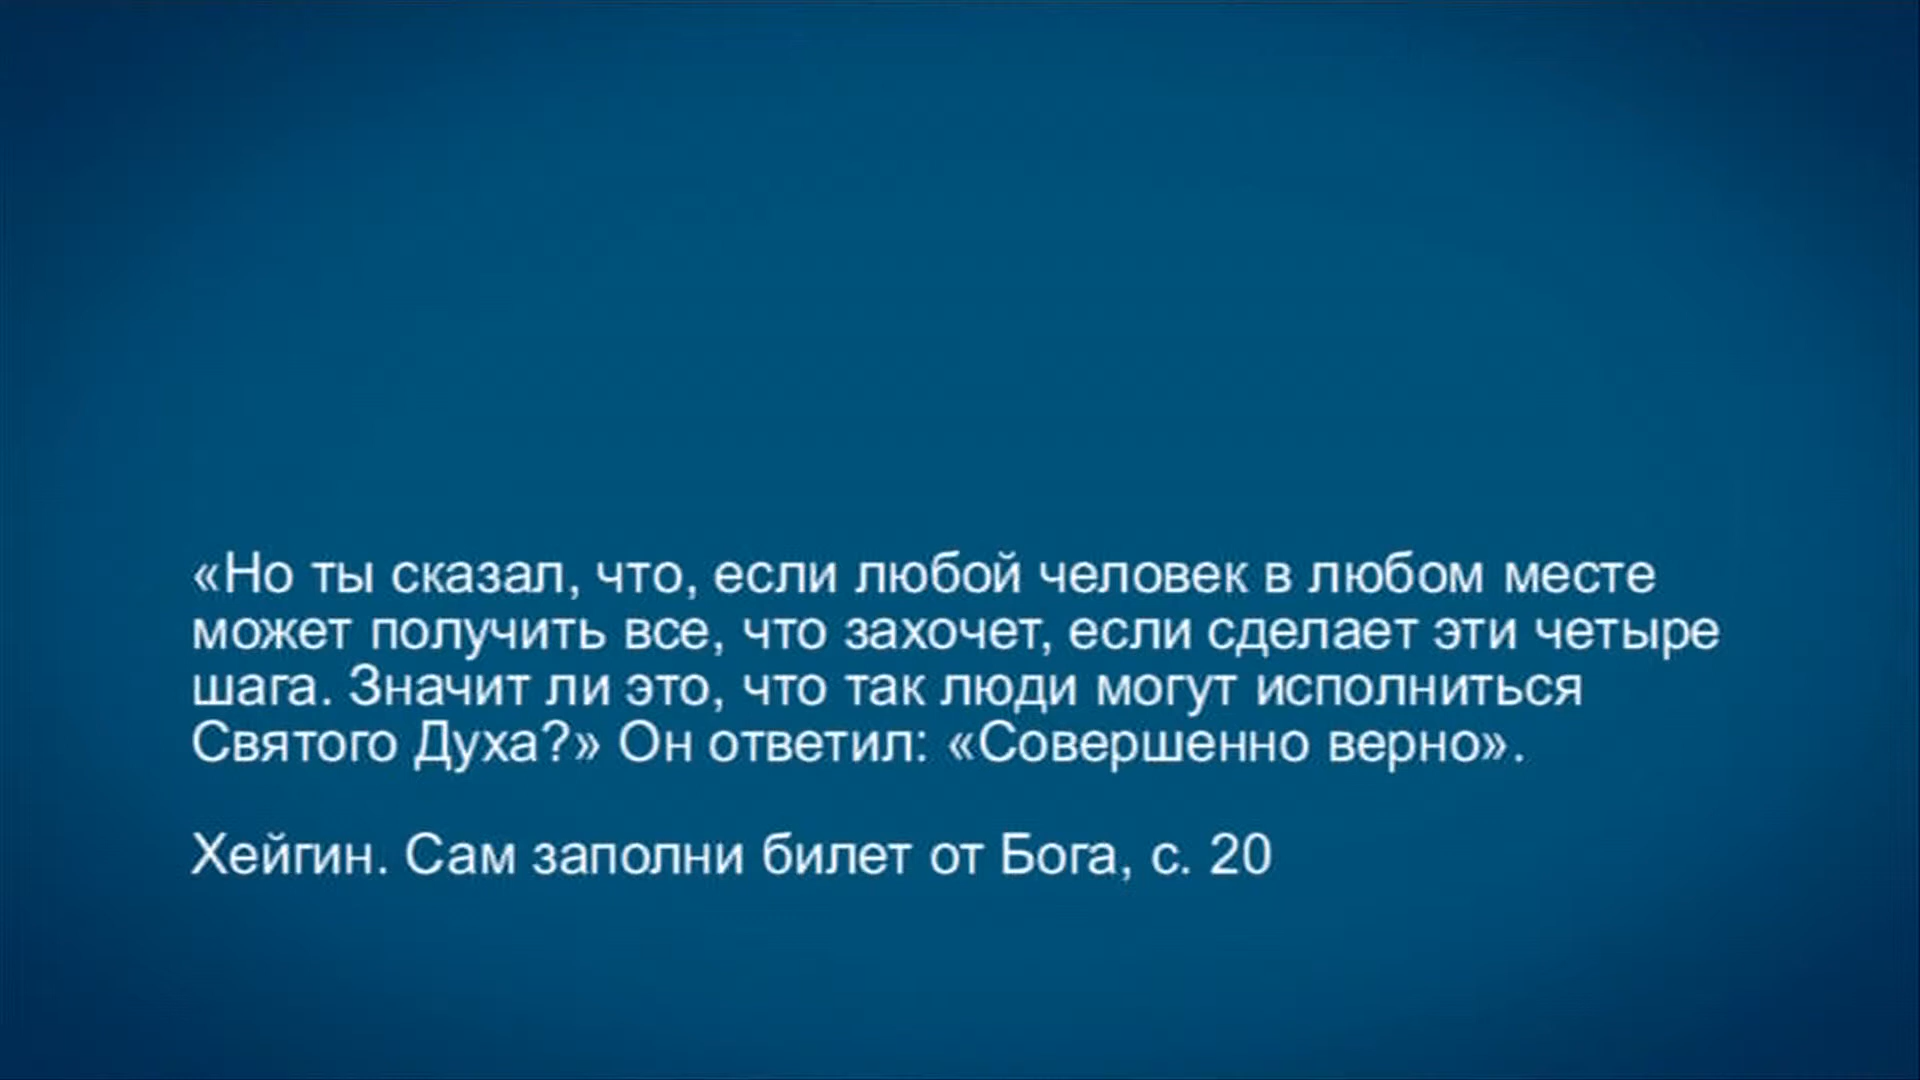 «Но ты сказал, что, если любой человек в любом месте
может получить все, что захочет, если сделает эти четыре
шага. Значит ли это, что так люди могут исполниться
Святого Духа?» Он ответил: «Совершенно верно».
Хейгин. Сам заполни билет от Бога, с. 20